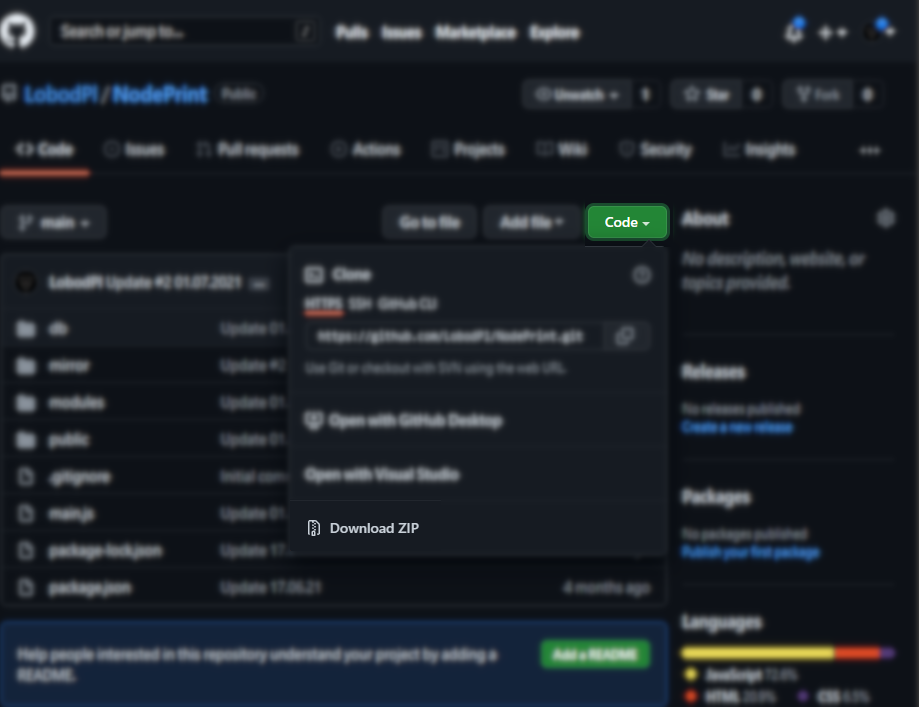 Search or jump to... /
Pulls Issues Marketplace Explore
LobodPI / NodePrint Public
Unwatch 1 Star 0 Fork 0
Code Issues Pull requests Actions Projects Wiki Security Insights ...
main Go to file Add file Code
About
No description, website, or
topics provided.
LobodPI Update #2 01.07.2021 ...
Clone
HTTPS SSH GitHub CLI
https://github.com/LobodPI/NodePrint.git
Use Git or checkout with SVN using the web URL.
Open with GitHub Desktop
Open with Visual Studio
Download ZIP
db Update 01.
mirror Update #2
modules Update 01.
public Update 01.
.gitignore Initial com
main.js Update 01.
package-lock.json Update 17.
package.json Update 17.06.21 4 months ago
Releases
No releases published
Create a new release
Packages
No packages published
Publish your first package
Help people interested in this repository understand your project by adding a
README.
Add a README
Languages
JavaScript
HTML CSS